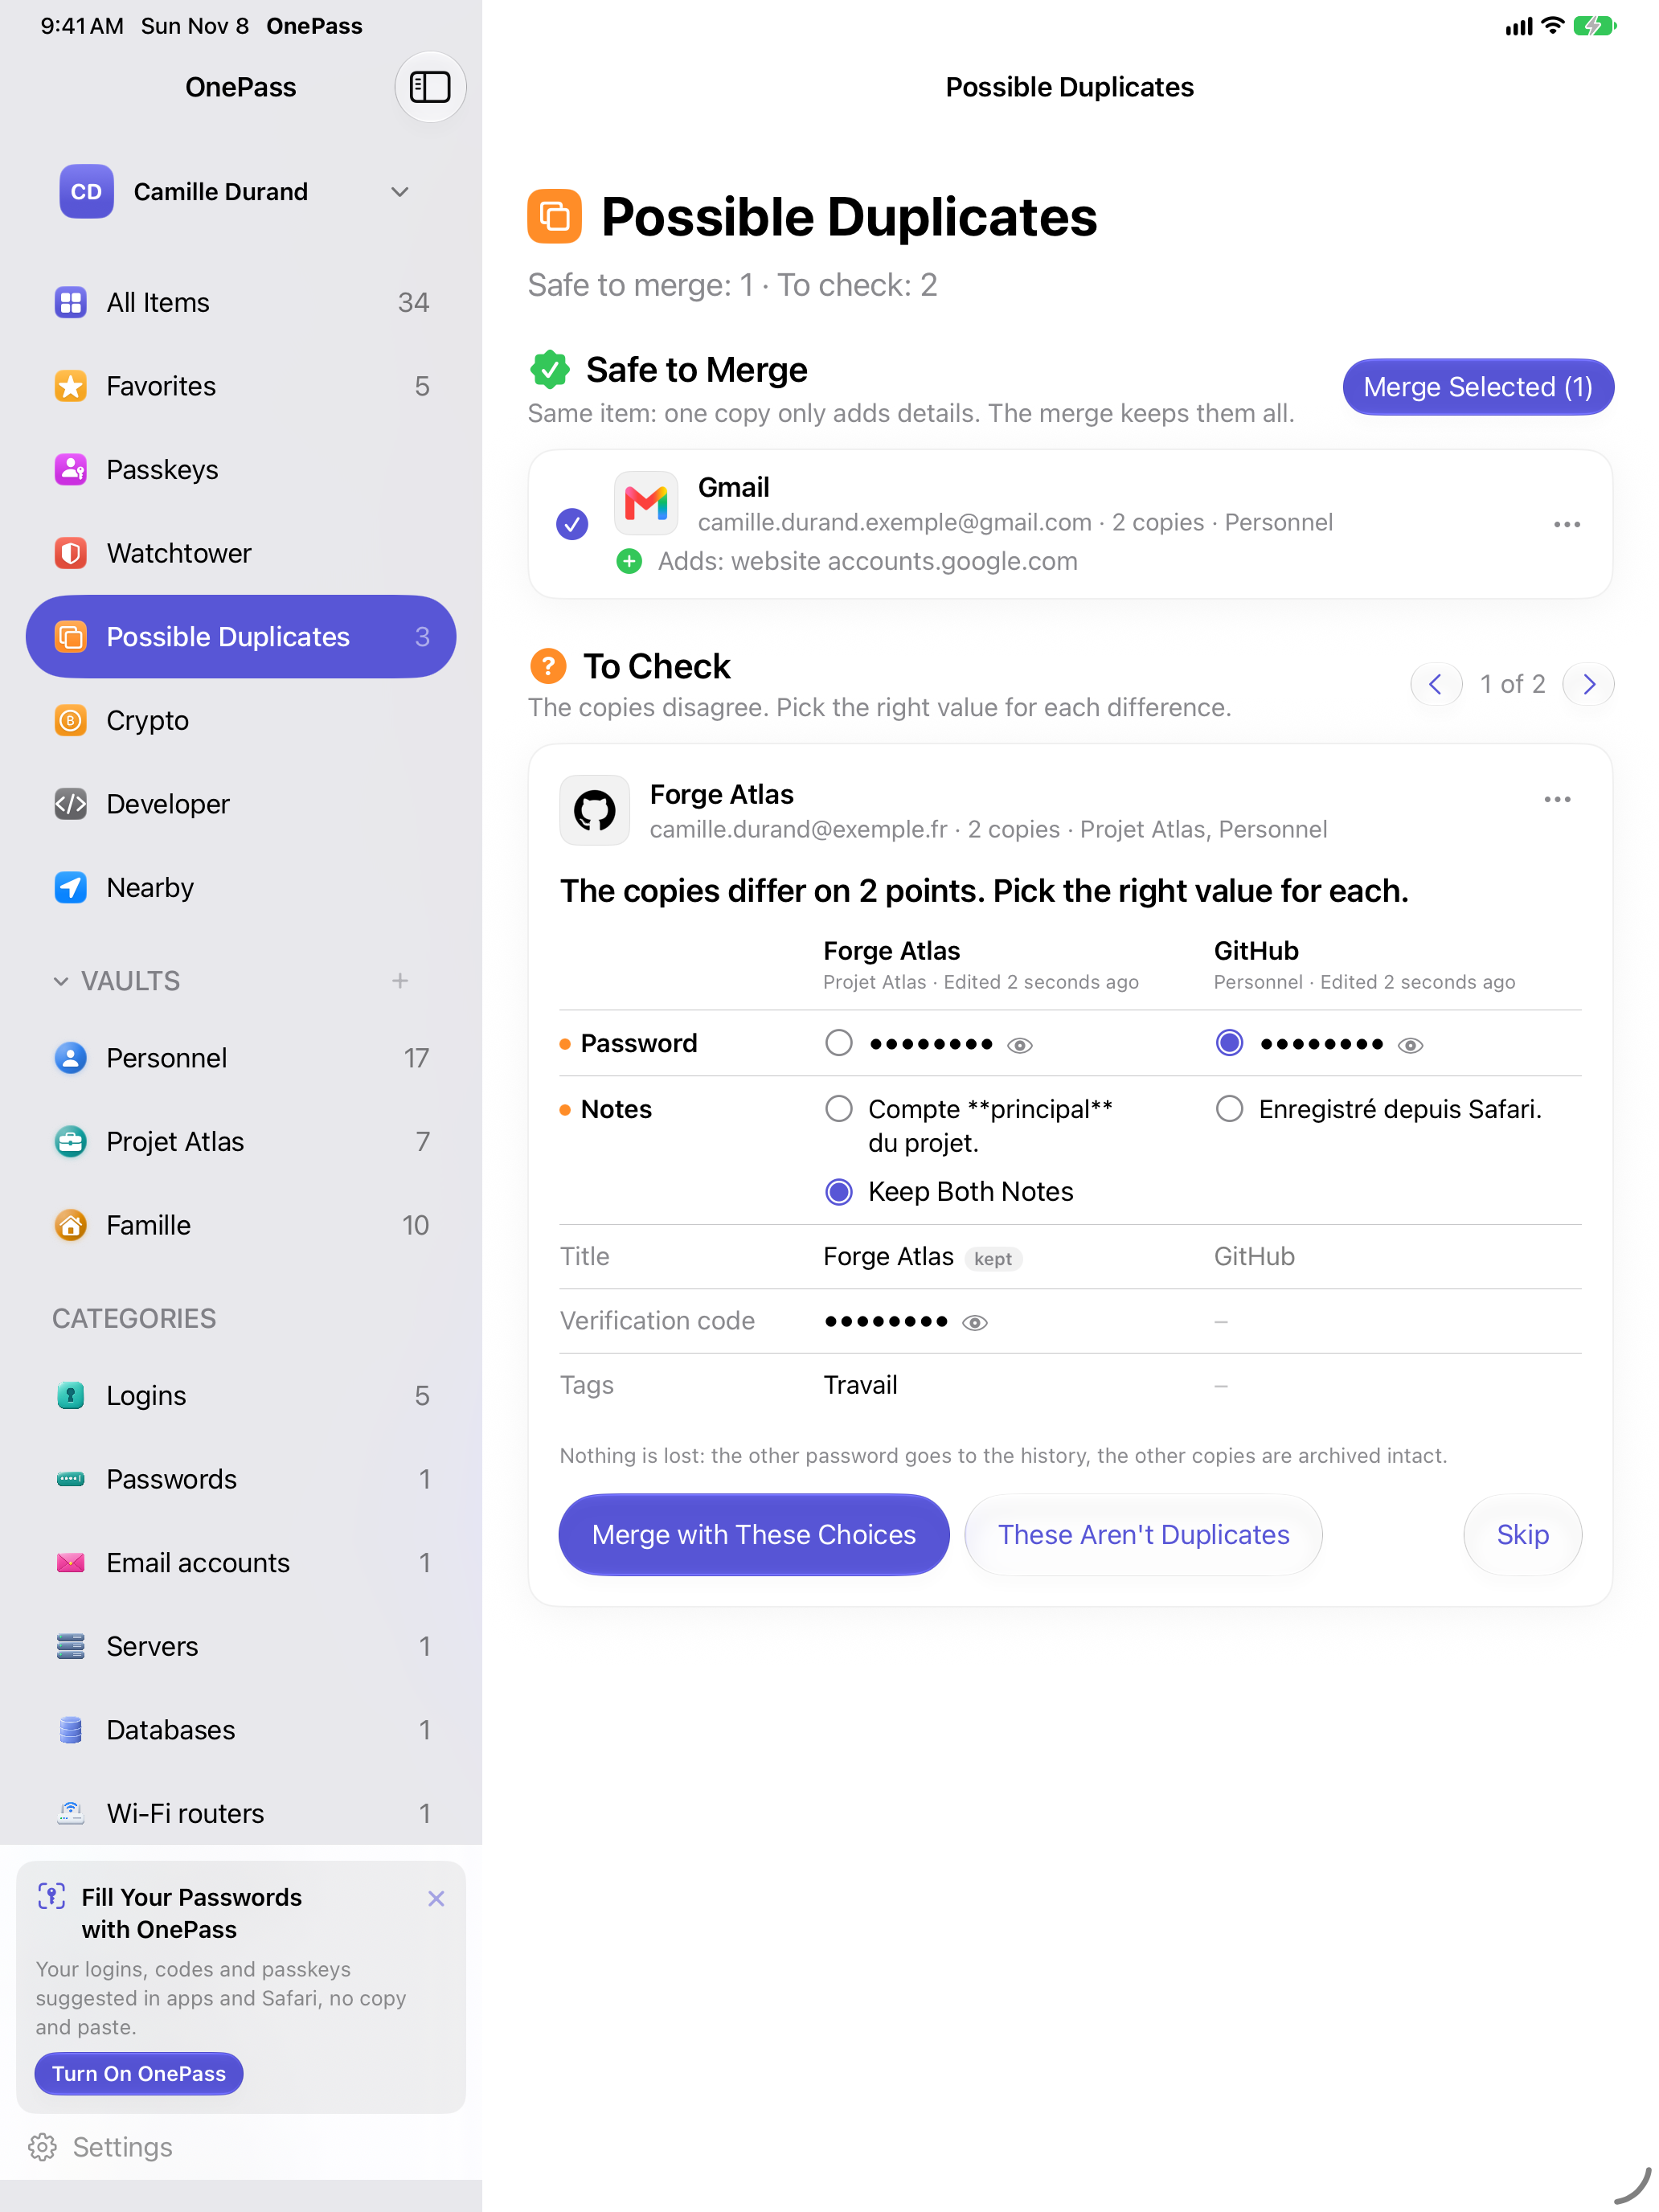 9:41 AM Sun Nov 8 OnePass
OnePass
CD Camille Durand
All Items 34
Favorites 5
Passkeys
Watchtower
Possible Duplicates 3
Crypto
Developer
Nearby
VAULTS
Personnel 17
Projet Atlas 7
Famille 10
CATEGORIES
Logins 5
Passwords 1
Email accounts 1
Servers 1
Databases 1
Wi-Fi routers 1
Fill Your Passwords
with OnePass
Your logins, codes and passkeys
suggested in apps and Safari, no copy
and paste.
Turn On OnePass
Settings
Possible Duplicates
Possible Duplicates
Safe to merge: 1 · To check: 2
Safe to Merge
Same item: one copy only adds details. The merge keeps them all.
Merge Selected (1)
Gmail
camille.durand.exemple@gmail.com · 2 copies · Personnel
Adds: website accounts.google.com
To Check
The copies disagree. Pick the right value for each difference.
1 of 2
Forge Atlas
camille.durand@exemple.fr · 2 copies · Projet Atlas, Personnel
The copies differ on 2 points. Pick the right value for each.
Forge Atlas GitHub
Projet Atlas · Edited 2 seconds ago Personnel · Edited 2 seconds ago
Password •••••••• ••••••••
Notes Compte **principal** Enregistré depuis Safari.
du projet.
Keep Both Notes
Title Forge Atlas kept GitHub
Verification code •••••••• –
Tags Travail –
Nothing is lost: the other password goes to the history, the other copies are archived intact.
Merge with These Choices These Aren't Duplicates Skip